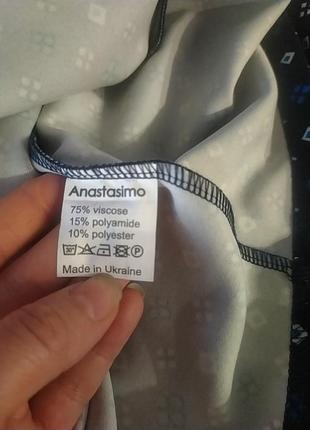 Anastasimo
75% viscose
15% polyamide
10% polyester
Made in Ukraine